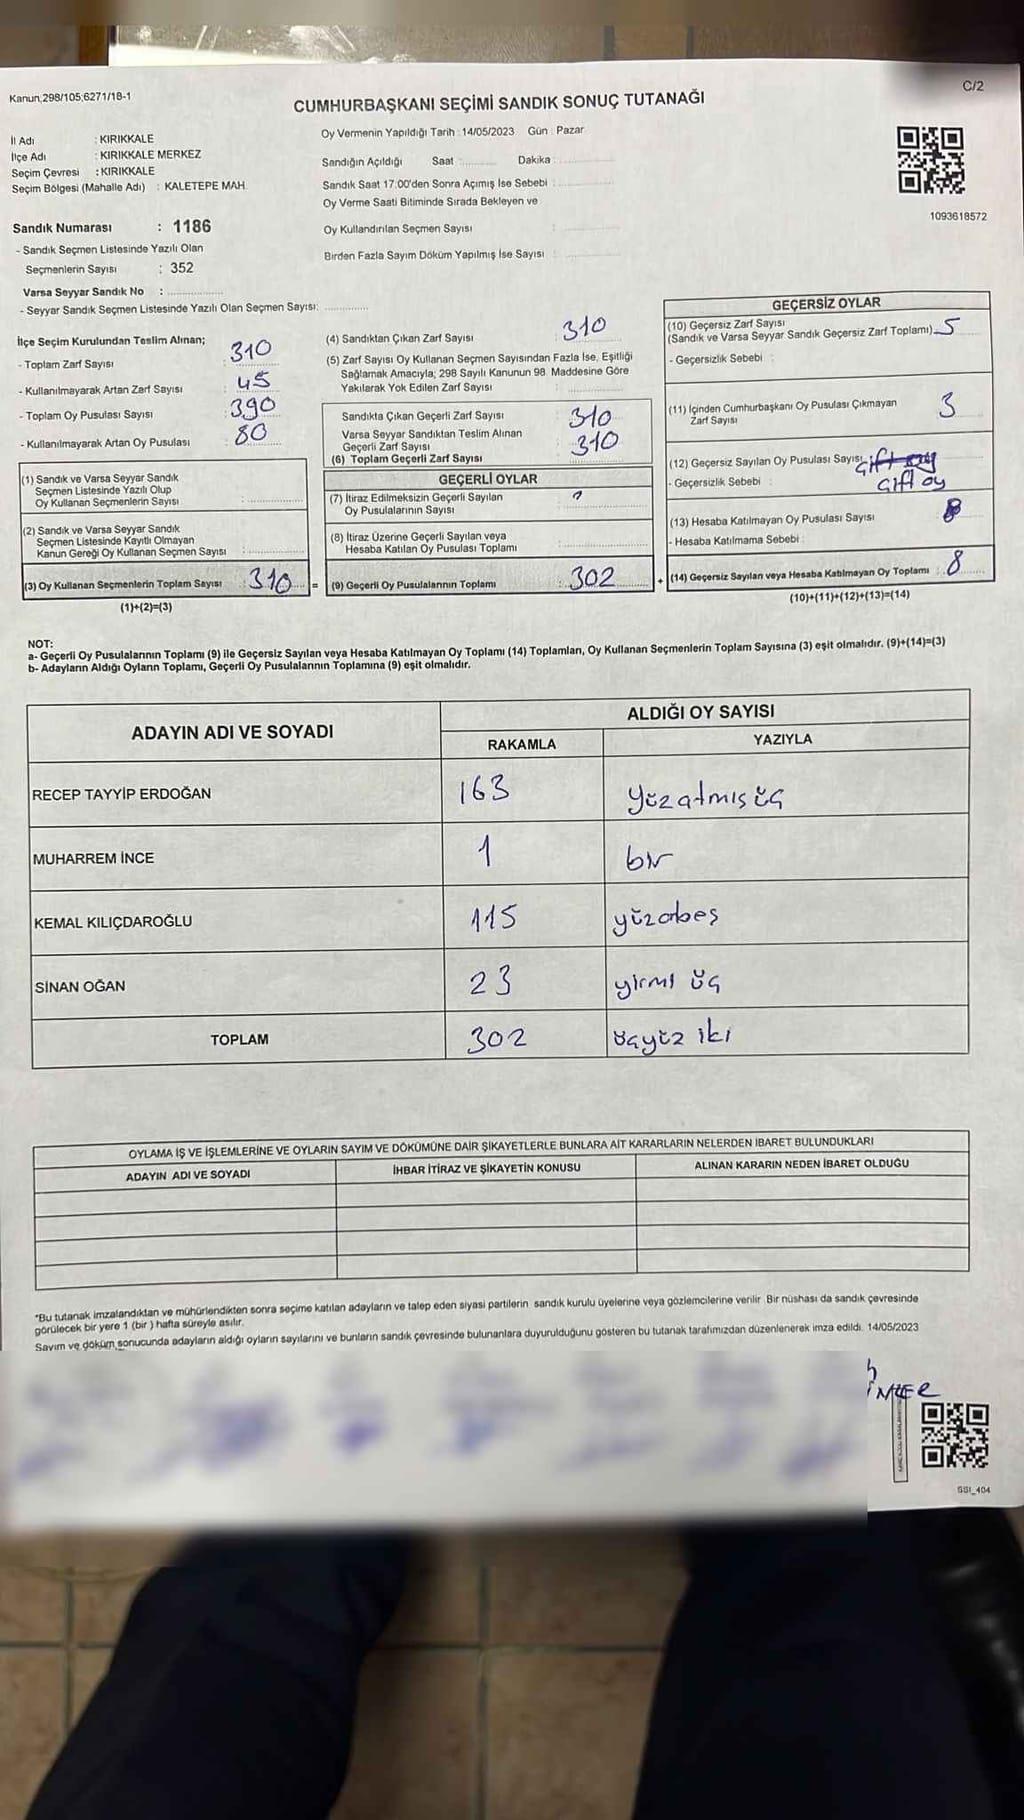 Kanun;298/105;6271/18-1
C/2
CUMHURBAŞKANI SEÇİMİ SANDIK SONUÇ TUTANAĞI
İl Adı : KIRIKKALE
İlçe Adı : KIRIKKALE MERKEZ
Seçim Çevresi : KIRIKKALE
Seçim Bölgesi (Mahalle Adı) : KALETEPE MAH.
Oy Vermenin Yapıldığı Tarih : 14/05/2023 Gün : Pazar
Sandığın Açıldığı Saat :.......... Dakika :..........
Sandık Saat 17:00'den Sonra Açımış İse Sebebi :..........
Oy Verme Saati Bitiminde Sırada Bekleyen ve
Oy Kullandırılan Seçmen Sayısı :..........
Birden Fazla Sayım Döküm Yapılmış İse Sayısı :..........
1093618572
Sandık Numarası : 1186
- Sandık Seçmen Listesinde Yazılı Olan
Seçmenlerin Sayısı : 352
Varsa Seyyar Sandık No :..........
- Seyyar Sandık Seçmen Listesinde Yazılı Olan Seçmen Sayısı: ..........
İlçe Seçim Kurulundan Teslim Alınan;
- Toplam Zarf Sayısı : 310
- Kullanılmayarak Artan Zarf Sayısı : 45
- Toplam Oy Pusulası Sayısı : 390
- Kullanılmayarak Artan Oy Pusulası : 80
(1) Sandık ve Varsa Seyyar Sandık
Seçmen Listesinde Yazılı Olup
Oy Kullanan Seçmenlerin Sayısı :..........
(2) Sandık ve Varsa Seyyar Sandık
Seçmen Listesinde Kayıtlı Olmayan
Kanun Gereği Oy Kullanan Seçmen Sayısı :..........
(3) Oy Kullanan Seçmenlerin Toplam Sayısı : 310 =
(1)+(2)=(3)
(4) Sandıktan Çıkan Zarf Sayısı : 310
(5) Zarf Sayısı Oy Kullanan Seçmen Sayısından Fazla İse, Eşitliği
Sağlamak Amacıyla; 298 Sayılı Kanunun 98. Maddesine Göre
Yakılarak Yok Edilen Zarf Sayısı :..........
Sandıkta Çıkan Geçerli Zarf Sayısı : 310
Varsa Seyyar Sandıktan Teslim Alınan
Geçerli Zarf Sayısı : 310
(6) Toplam Geçerli Zarf Sayısı
GEÇERLİ OYLAR
(7) İtiraz Edilmeksizin Geçerli Sayılan
Oy Pusulalarının Sayısı
(8) İtiraz Üzerine Geçerli Sayılan veya
Hesaba Katılan Oy Pusulası Toplamı :..........
(9) Geçerli Oy Pusulalarının Toplamı : 302 +
GEÇERSİZ OYLAR
(10) Geçersiz Zarf Sayısı
(Sandık ve Varsa Seyyar Sandık Geçersiz Zarf Toplamı) 5
- Geçersizlik Sebebi :
(11) İçinden Cumhurbaşkanı Oy Pusulası Çıkmayan
Zarf Sayısı 3
(12) Geçersiz Sayılan Oy Pusulası Sayısı çift oy
- Geçersizlik Sebebi : çift oy
(13) Hesaba Katılmayan Oy Pusulası Sayısı
- Hesaba Katılmama Sebebi :
(14) Geçersiz Sayılan veya Hesaba Katılmayan Oy Toplamı : 8
(10)+(11)+(12)+(13)=(14)
NOT:
a- Geçerli Oy Pusulalarının Toplamı (9) ile Geçersiz Sayılan veya Hesaba Katılmayan Oy Toplamı (14) Toplamları, Oy Kullanan Seçmenlerin Toplam Sayısına (3) eşit olmalıdır. (9)+(14)=(3)
b- Adayların Aldığı Oyların Toplamı, Geçerli Oy Pusulalarının Toplamına (9) eşit olmalıdır.
ADAYIN ADI VE SOYADI
ALDIĞI OY SAYISI
RAKAMLA YAZIYLA
RECEP TAYYİP ERDOĞAN 163 yüzatmış üç
MUHARREM İNCE 1 bir
KEMAL KILIÇDAROĞLU 115 yüzobeş
SİNAN OĞAN 23 yirmi üç
TOPLAM 302 üçyüz iki
OYLAMA İŞ VE İŞLEMLERİNE VE OYLARIN SAYIM VE DÖKÜMÜNE DAİR ŞİKAYETLERLE BUNLARA AİT KARARLARIN NELERDEN İBARET BULUNDUKLARI
ADAYIN ADI VE SOYADI İHBAR İTİRAZ VE ŞİKAYETİN KONUSU ALINAN KARARIN NEDEN İBARET OLDUĞU
"Bu tutanak imzalandıktan ve mühürlendikten sonra seçime katılan adayların ve talep eden siyasi partilerin sandık kurulu üyelerine veya gözlemcilerine verilir. Bir nüshası da sandık çevresinde
görülecek bir yere 1 (bir ) hafta süreyle asılır.
Sayım ve döküm sonucunda adayların aldığı oyların sayılarını ve bunların sandık çevresinde bulunanlara duyurulduğunu gösteren bu tutanak tarafımızdan düzenlenerek imza edildi. 14/05/2023
SSI_404